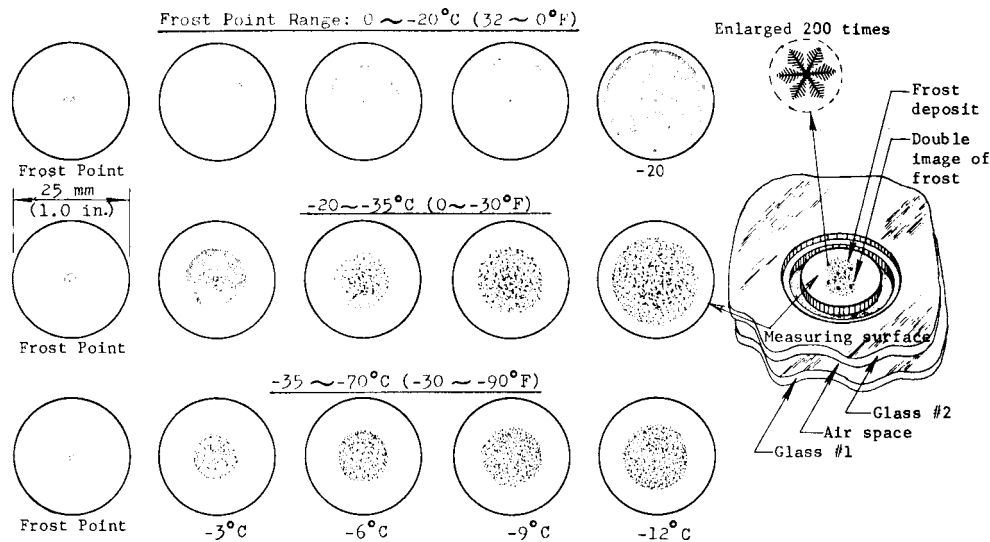 Frost Point Range: 0 ~ -20°C (32 ~ 0°F)
Enlarged 200 times
Frost
deposit
Double
image of
frost
Frost Point
-20
25 mm
(1.0 in.)
-20~-35°C (0~-30°F)
Frost Point
Measuring surface
-35 ~-70°C (-30 ~ -90°F)
Glass #2
Air space
Glass #1
Frost Point
-3°C
-6°C
-9°C
-12°C